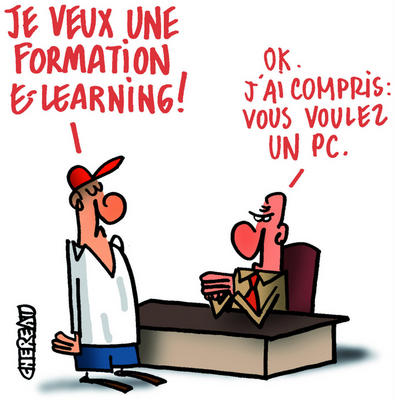 JE VEUX UNE
FORMATION
E-LEARNING!
OK.
J'AI COMPRIS:
VOUS VOULEZ
UN PC.
CHEREAU